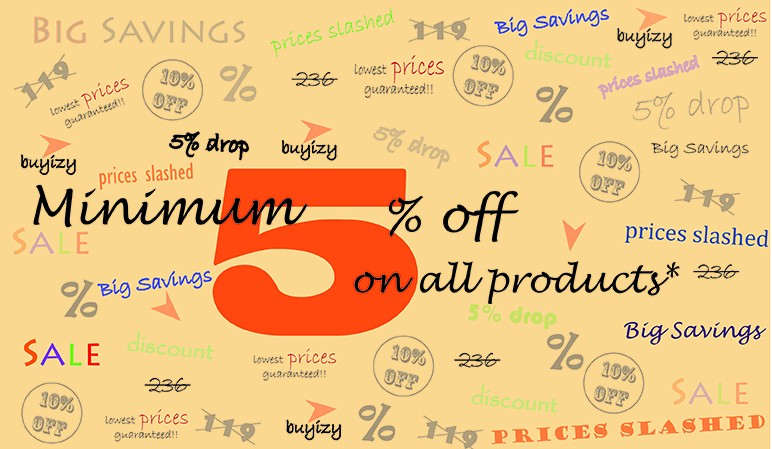 BIG SAVINGS
prices slashed
119
Big Savings
buyizy
lowest prices
guaranteed!!
119
lowest prices
guaranteed!!
10%
OFF
%
236
lowest prices
guaranteed!!
10%
OFF
discount
prices slashed
236
%
5% drop
buyizy
5% drop
buyizy
5% drop
SALE
10%
OFF
Big Savings
prices slashed
119
Minimum 5 % off
SALE
prices slashed
on all products*
236
%
Big Savings
5% drop
Big Savings
SALE
discount
236
lowest prices
guaranteed!!
10%
OFF
236
%
10%
OFF
SALE
10%
OFF
lowest prices
guaranteed!!
119
buyizy
%
119
discount
PRICES SLASHED